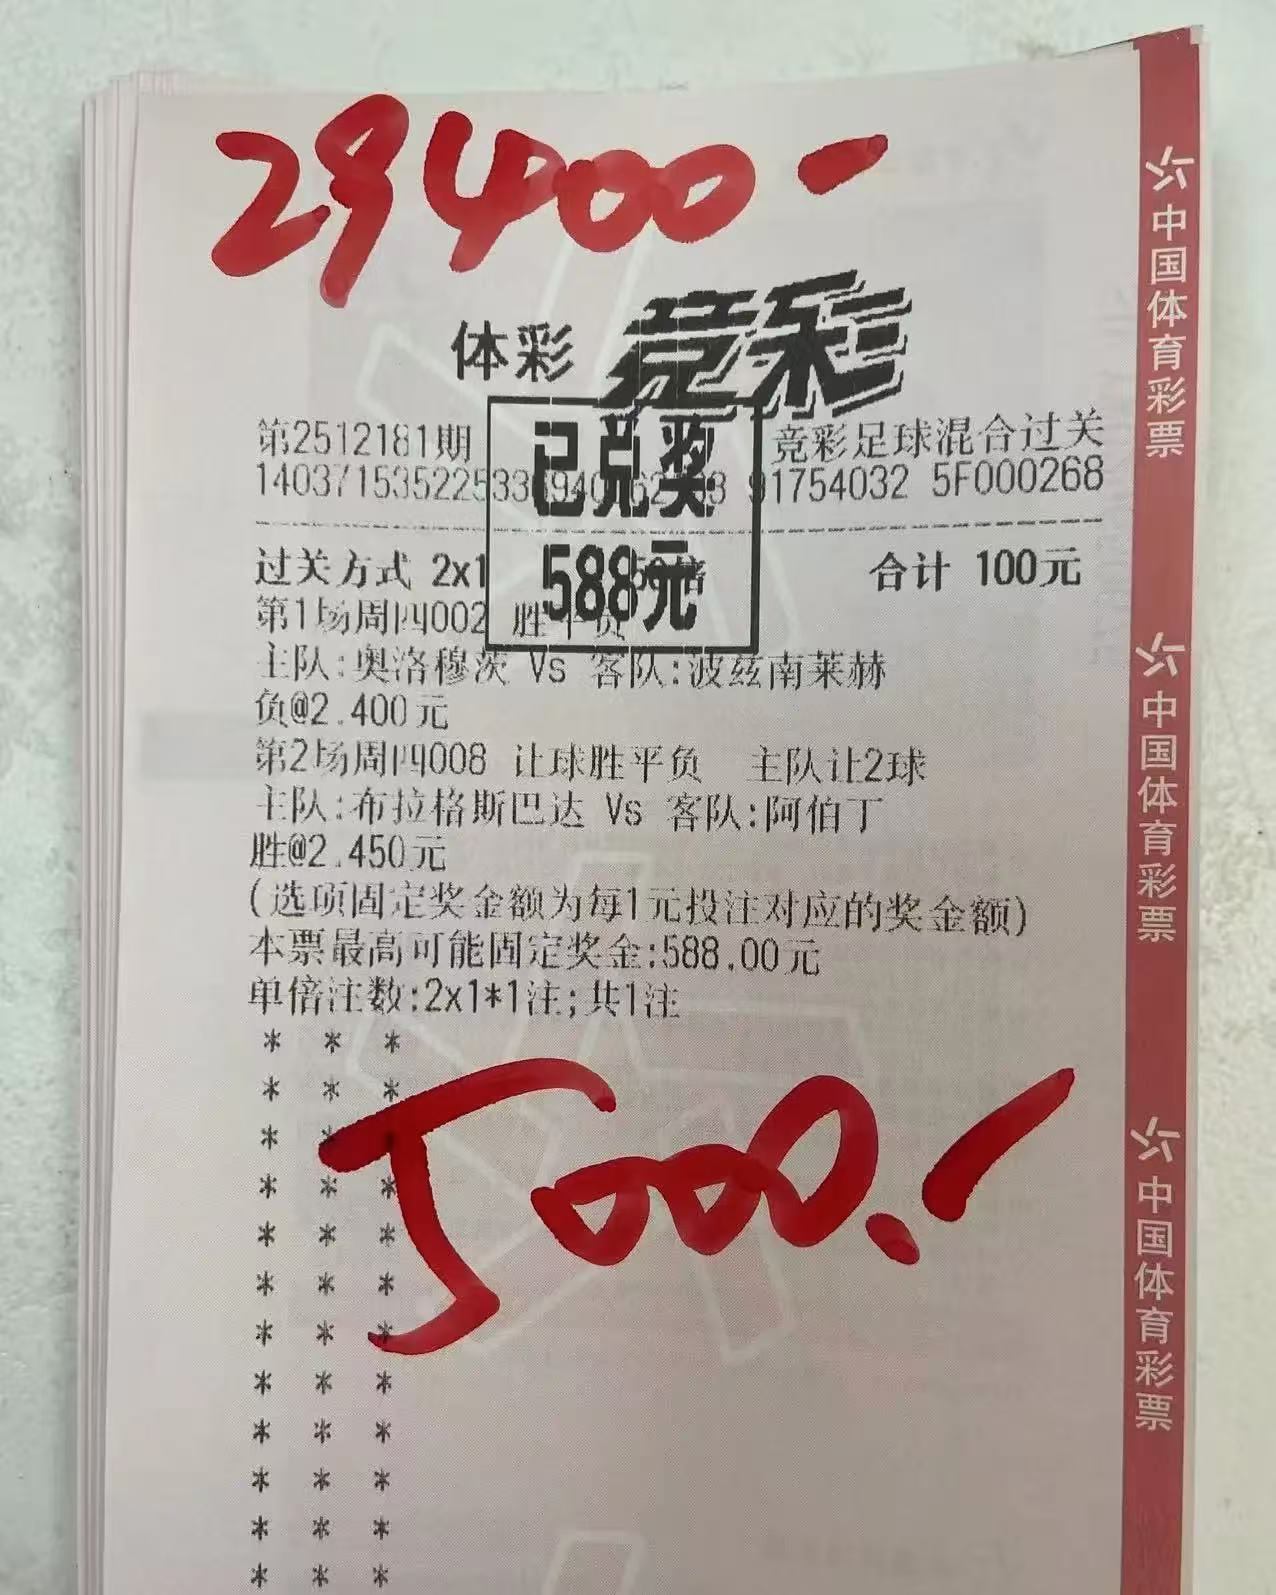 29400-
体彩 竞彩
第2512181期 竞彩足球混合过关
91754032 5F000268
已兑奖
588元
过关方式 2x1 合计 100元
第1场周四002 胜平负
主队:奥洛穆茨 Vs 客队:波兹南莱赫
负@2.400元
第2场周四008 让球胜平负 主队让2球
主队:布拉格斯巴达 Vs 客队:阿伯丁
胜@2.450元
(选项固定奖金额为每1元投注对应的奖金额)
本票最高可能固定奖金:588.00元
单倍注数:2x1*1注;共1注
* * *
* * *
* * *
* * *
* * *
* * *
* * *
* * *
* * *
* * *
* * *
* * *
5000.-
中国体育彩票
中国体育彩票
中国体育彩票